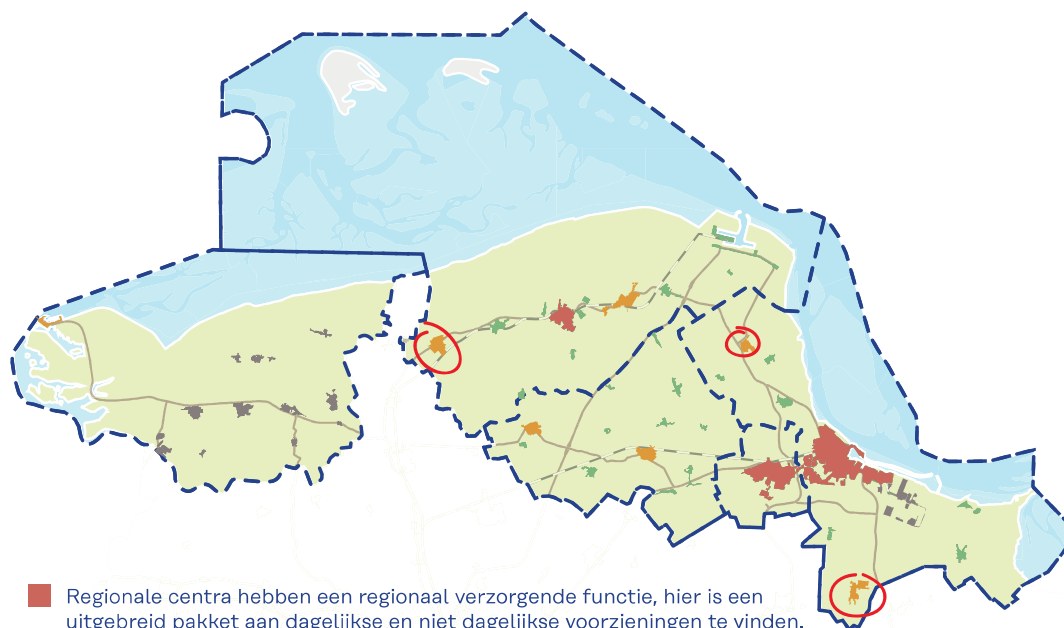 Regionale centra hebben een regionaal verzorgende functie, hier is een
uitgebreid pakket aan dagelijkse en niet dagelijkse voorzieningen te vinden.